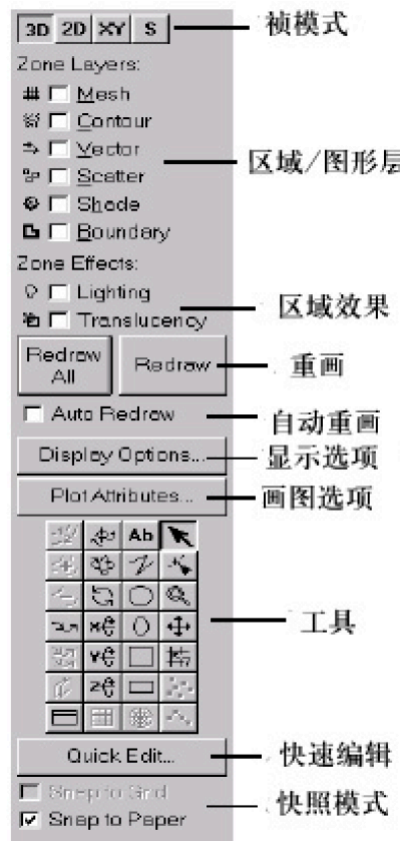 3D 2D XY S 祯模式
Zone Layers:
Mesh
Contour
Vector 区域/图形层
Scatter
Shade
Boundary
Zone Effects:
Lighting 区域效果
Translucency
Redraw All Redraw 重画
Auto Redraw 自动重画
Display Options... 显示选项
Plot Attributes... 画图选项
Ab
工具
X
Y
Z
Quick Edit... 快速编辑
Snap to Grid 快照模式
Snap to Paper